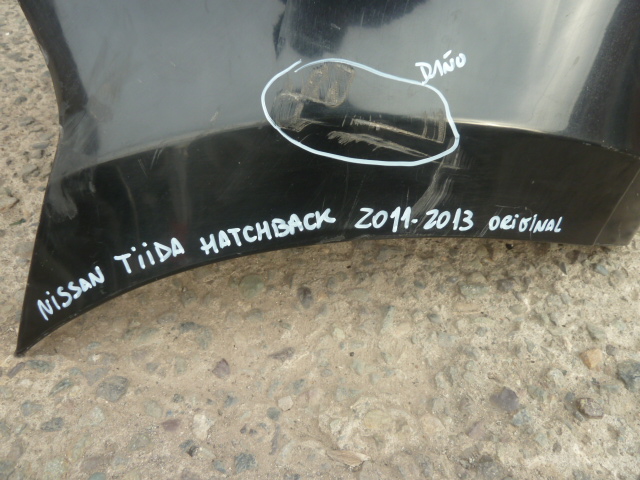 DAÑO
NiSSAN TiiDA HATCHBACK 2011-2013 ORiGiNAL